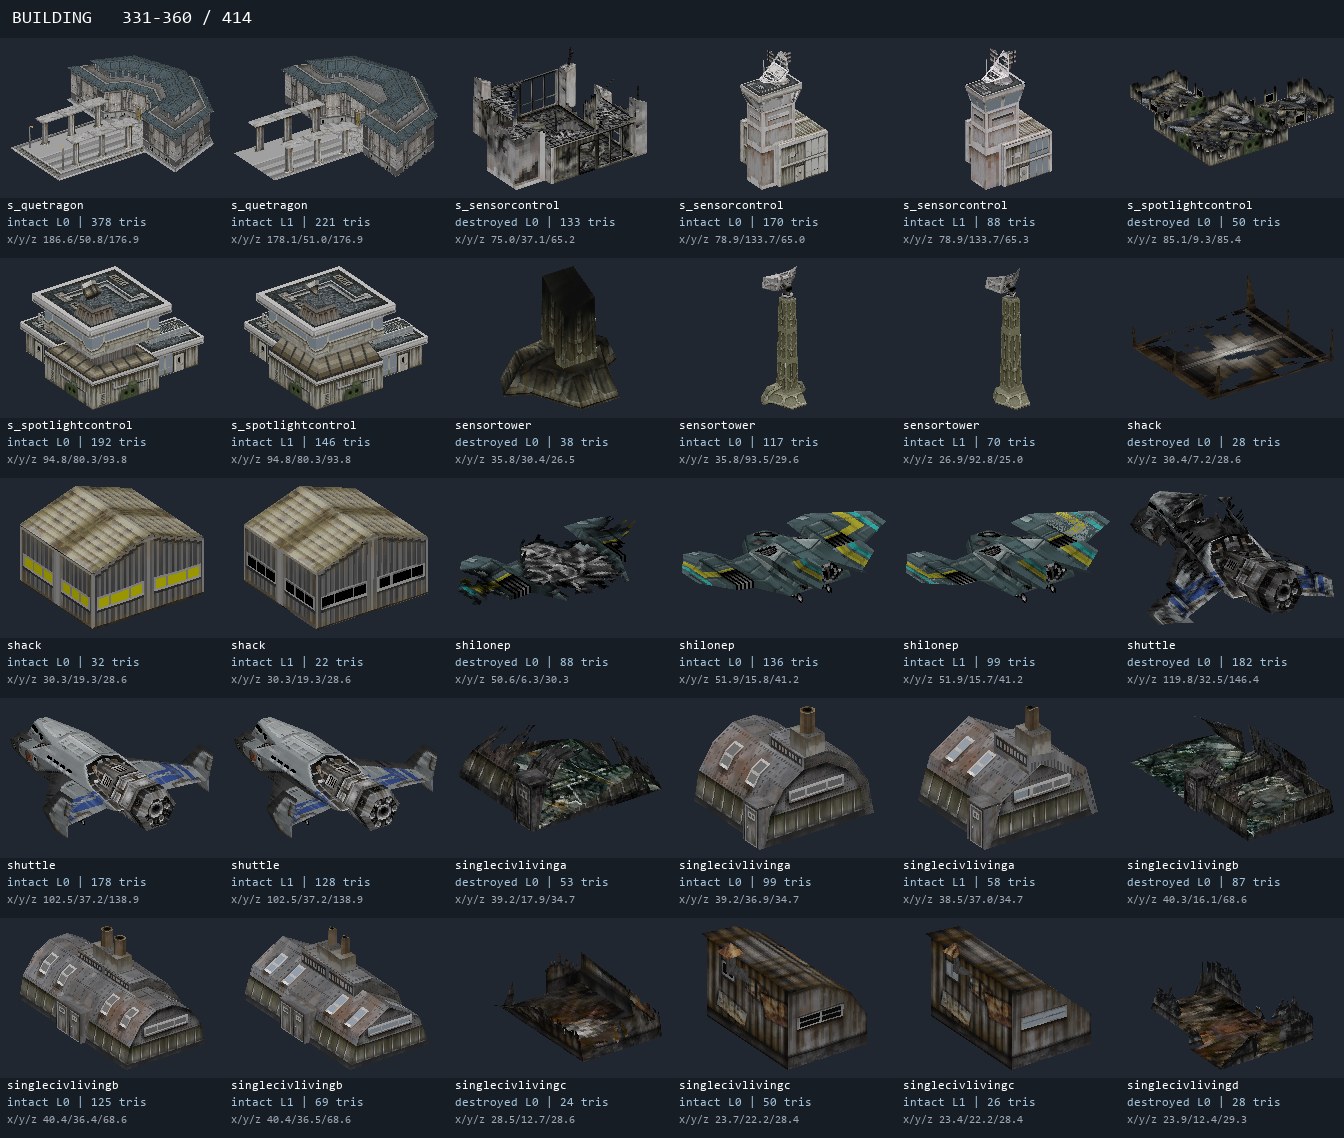 BUILDING   331-360 / 414
s_quetragon
intact L0 | 378 tris
x/y/z 186.6/50.8/176.9
s_quetragon
intact L1 | 221 tris
x/y/z 178.1/51.0/176.9
s_sensorcontrol
destroyed L0 | 133 tris
x/y/z 75.0/37.1/65.2
s_sensorcontrol
intact L0 | 170 tris
x/y/z 78.9/133.7/65.0
s_sensorcontrol
intact L1 | 88 tris
x/y/z 78.9/133.7/65.3
s_spotlightcontrol
destroyed L0 | 50 tris
x/y/z 85.1/9.3/85.4
s_spotlightcontrol
intact L0 | 192 tris
x/y/z 94.8/80.3/93.8
s_spotlightcontrol
intact L1 | 146 tris
x/y/z 94.8/80.3/93.8
sensortower
destroyed L0 | 38 tris
x/y/z 35.8/30.4/26.5
sensortower
intact L0 | 117 tris
x/y/z 35.8/93.5/29.6
sensortower
intact L1 | 70 tris
x/y/z 26.9/92.8/25.0
shack
destroyed L0 | 28 tris
x/y/z 30.4/7.2/28.6
shack
intact L0 | 32 tris
x/y/z 30.3/19.3/28.6
shack
intact L1 | 22 tris
x/y/z 30.3/19.3/28.6
shilonep
destroyed L0 | 88 tris
x/y/z 50.6/6.3/30.3
shilonep
intact L0 | 136 tris
x/y/z 51.9/15.8/41.2
shilonep
intact L1 | 99 tris
x/y/z 51.9/15.7/41.2
shuttle
destroyed L0 | 182 tris
x/y/z 119.8/32.5/146.4
shuttle
intact L0 | 178 tris
x/y/z 102.5/37.2/138.9
shuttle
intact L1 | 128 tris
x/y/z 102.5/37.2/138.9
singlecivlivinga
destroyed L0 | 53 tris
x/y/z 39.2/17.9/34.7
singlecivlivinga
intact L0 | 99 tris
x/y/z 39.2/36.9/34.7
singlecivlivinga
intact L1 | 58 tris
x/y/z 38.5/37.0/34.7
singlecivlivingb
destroyed L0 | 87 tris
x/y/z 40.3/16.1/68.6
singlecivlivingb
intact L0 | 125 tris
x/y/z 40.4/36.4/68.6
singlecivlivingb
intact L1 | 69 tris
x/y/z 40.4/36.5/68.6
singlecivlivingc
destroyed L0 | 24 tris
x/y/z 28.5/12.7/28.6
singlecivlivingc
intact L0 | 50 tris
x/y/z 23.7/22.2/28.4
singlecivlivingc
intact L1 | 26 tris
x/y/z 23.4/22.2/28.4
singlecivlivingd
destroyed L0 | 28 tris
x/y/z 23.9/12.4/29.3